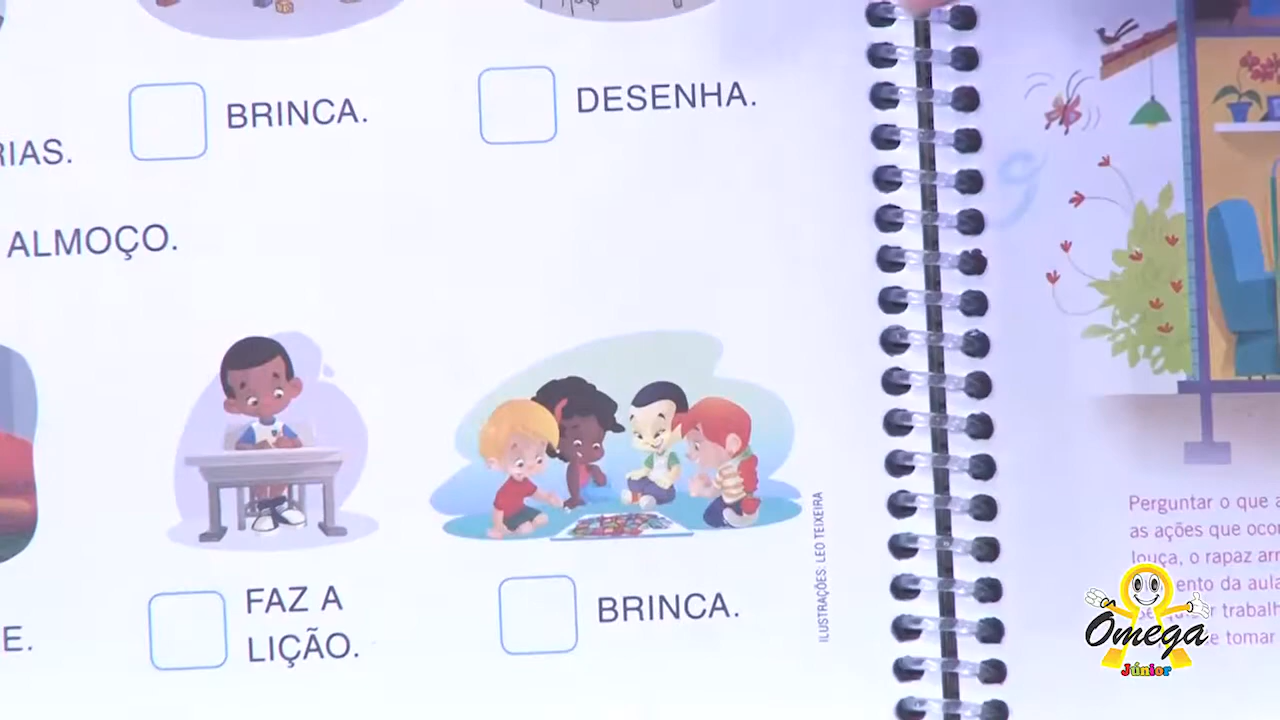 BRINCA.
DESENHA.
RIAS.
ALMOÇO.
E.
FAZ A
LIÇÃO.
BRINCA.
ILUSTRAÇÕES: LEO TEIXEIRA
Perguntar o que a
as ações que ocor
louça, o rapaz arr
ento da aula
r trabalh
e tomar
Omega
Júnior